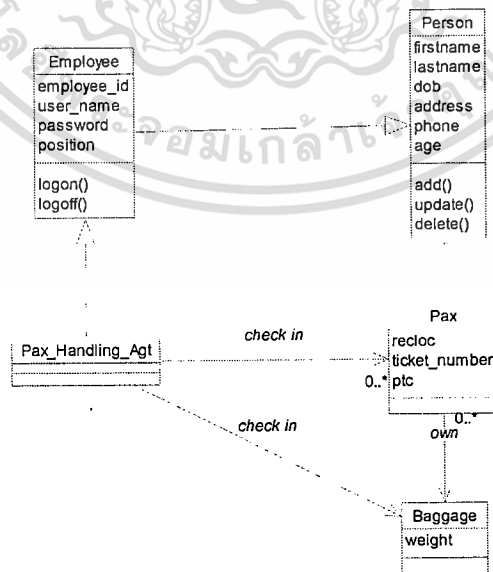 Employee
employee_id
user_name
password
position
logon()
logoff()
Person
firstname
lastname
dob
address
phone
age
add()
update()
delete()
Pax_Handling_Agt
check in
check in
Pax
recloc
ticket_number
0..* ptc
0..*
own
Baggage
weight